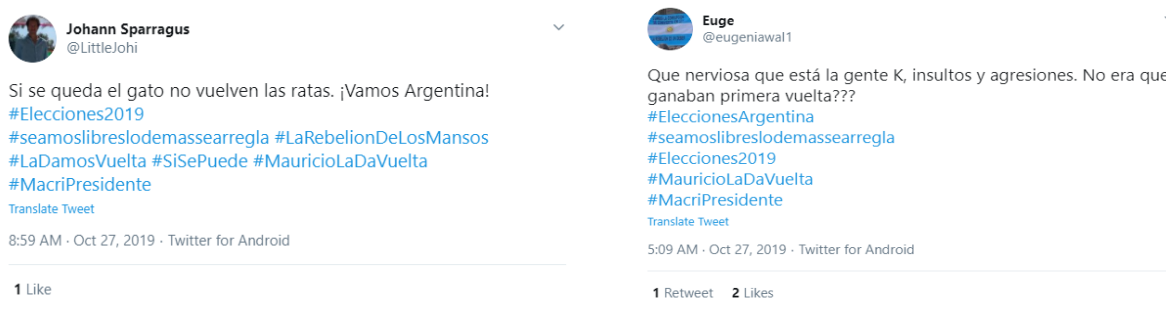 Johann Sparragus
@LittleJohi
Si se queda el gato no vuelven las ratas. ¡Vamos Argentina!
#Elecciones2019
#seamoslibreslodemassearregla #LaRebelionDeLosMansos
#LaDamosVuelta #SiSePuede #MauricioLaDaVuelta
#MacriPresidente
Translate Tweet
8:59 AM · Oct 27, 2019 · Twitter for Android
1 Like
Euge
@eugeniawal1
Que nerviosa que está la gente K, insultos y agresiones. No era que
ganaban primera vuelta???
#EleccionesArgentina
#seamoslibreslodemassearregla
#Elecciones2019
#MauricioLaDaVuelta
#MacriPresidente
Translate Tweet
5:09 AM · Oct 27, 2019 · Twitter for Android
1 Retweet 2 Likes